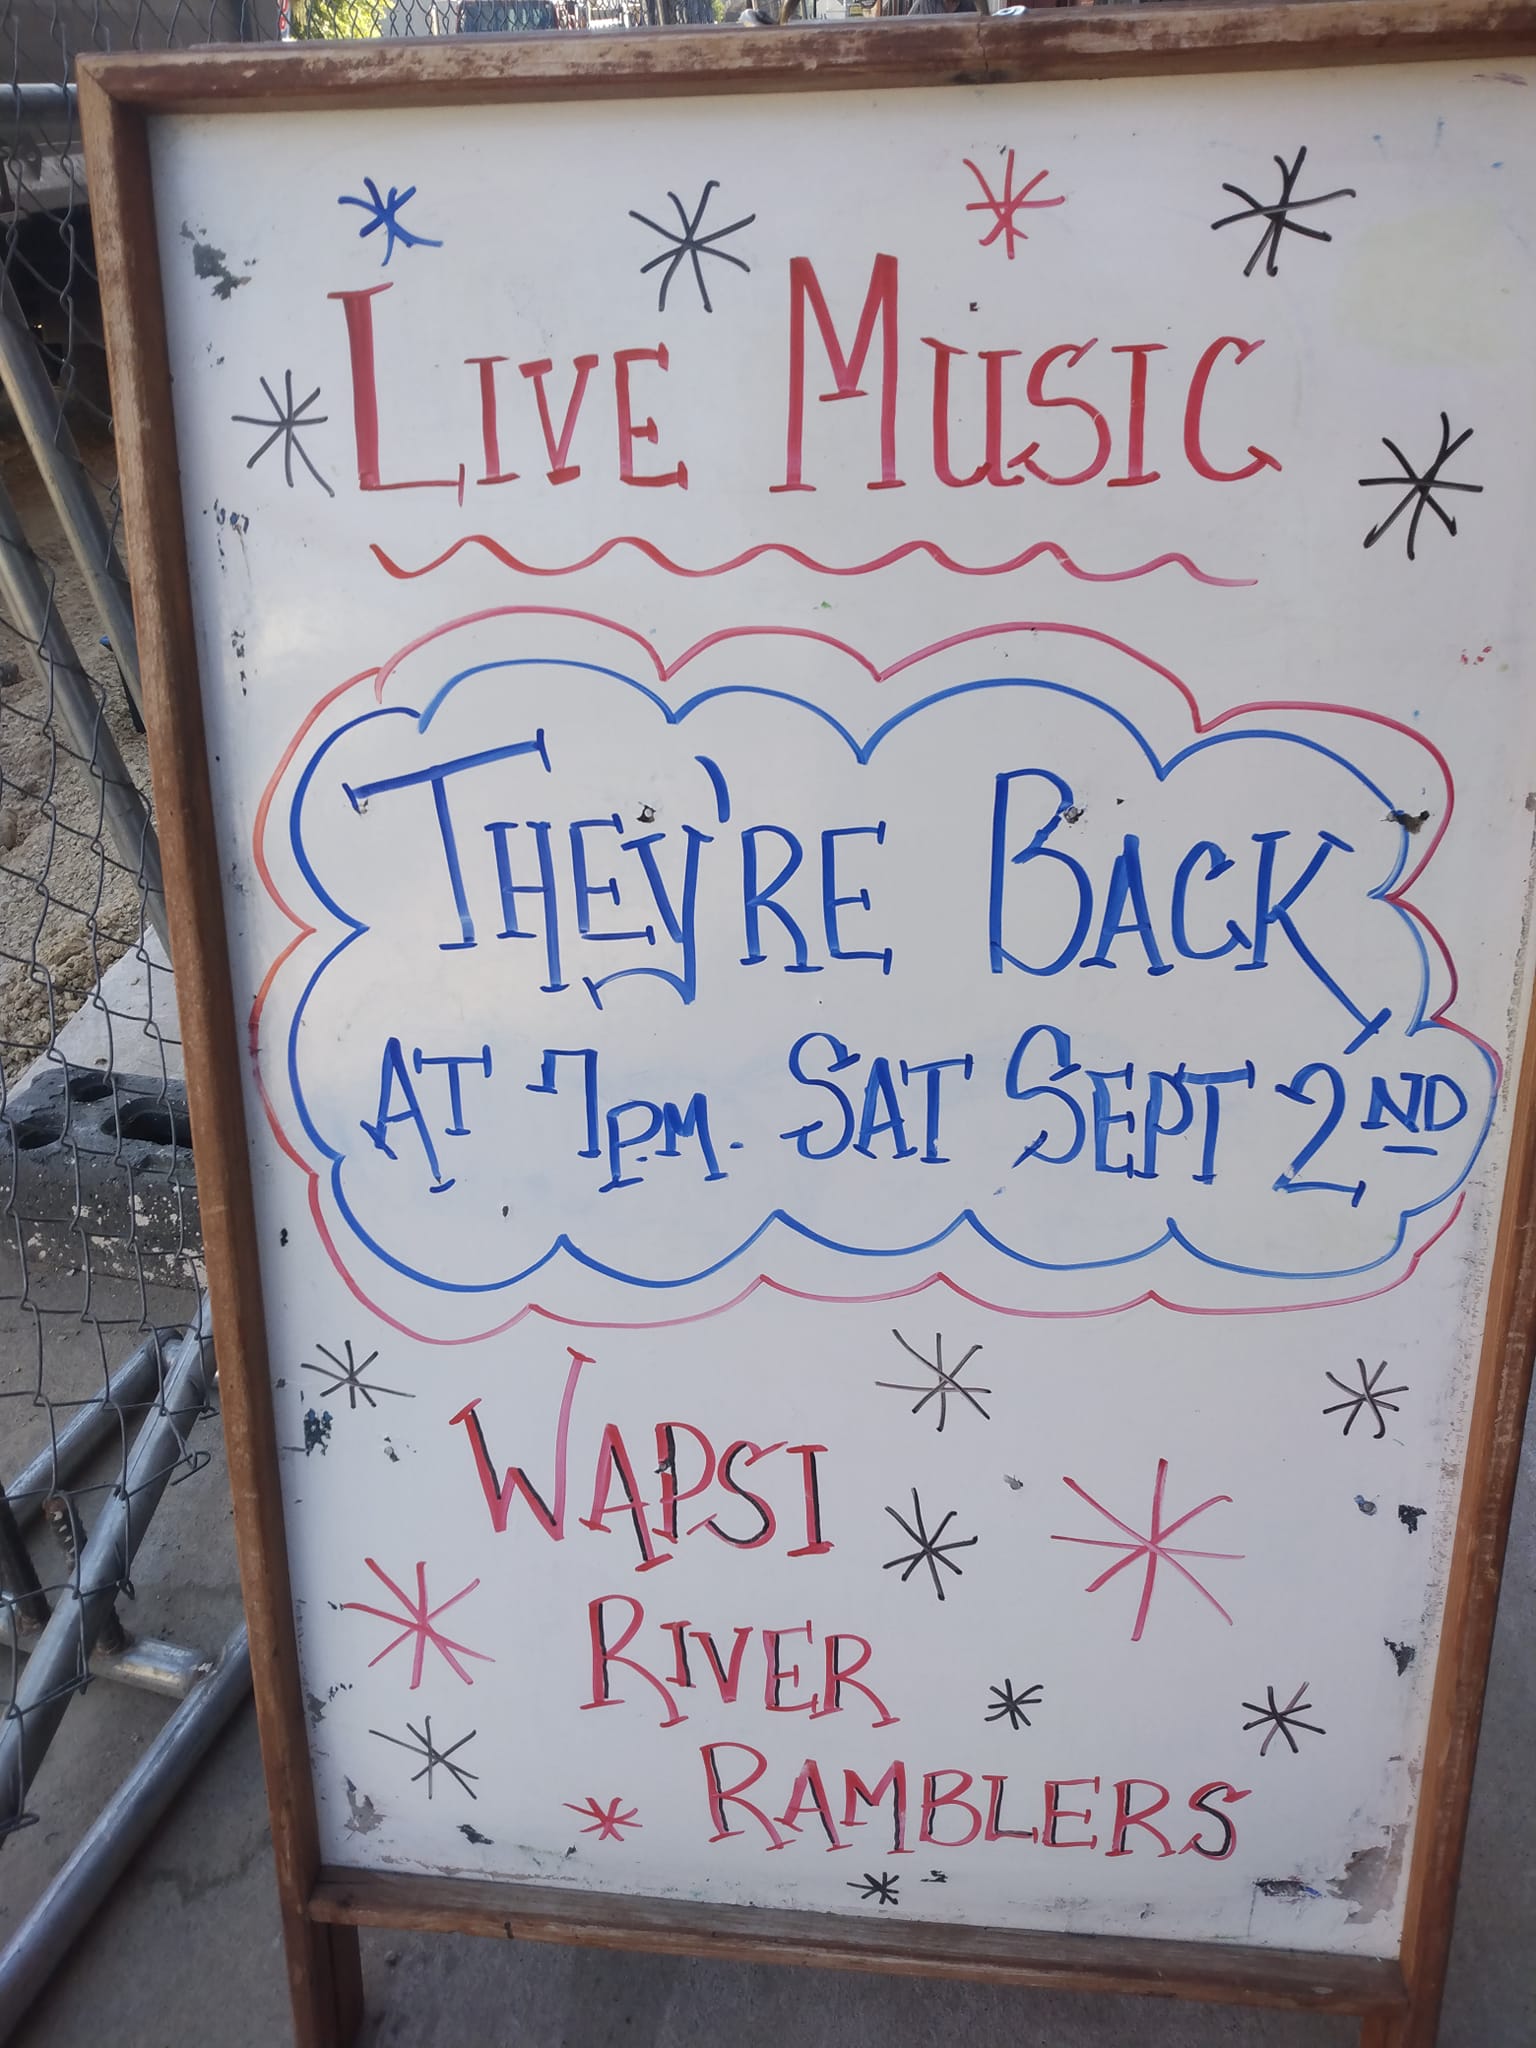 LIVE MUSIC
THEY'RE BACK
AT 7P.M. SAT SEPT 2ND
WAPSI
RIVER
RAMBLERS